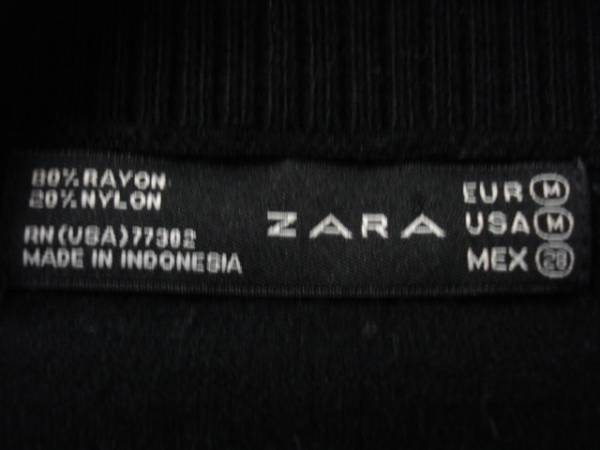 80% RAYON
20% NYLON
RN (USA) 77302
MADE IN INDONESIA
ZARA
EUR M
USA M
MEX 28